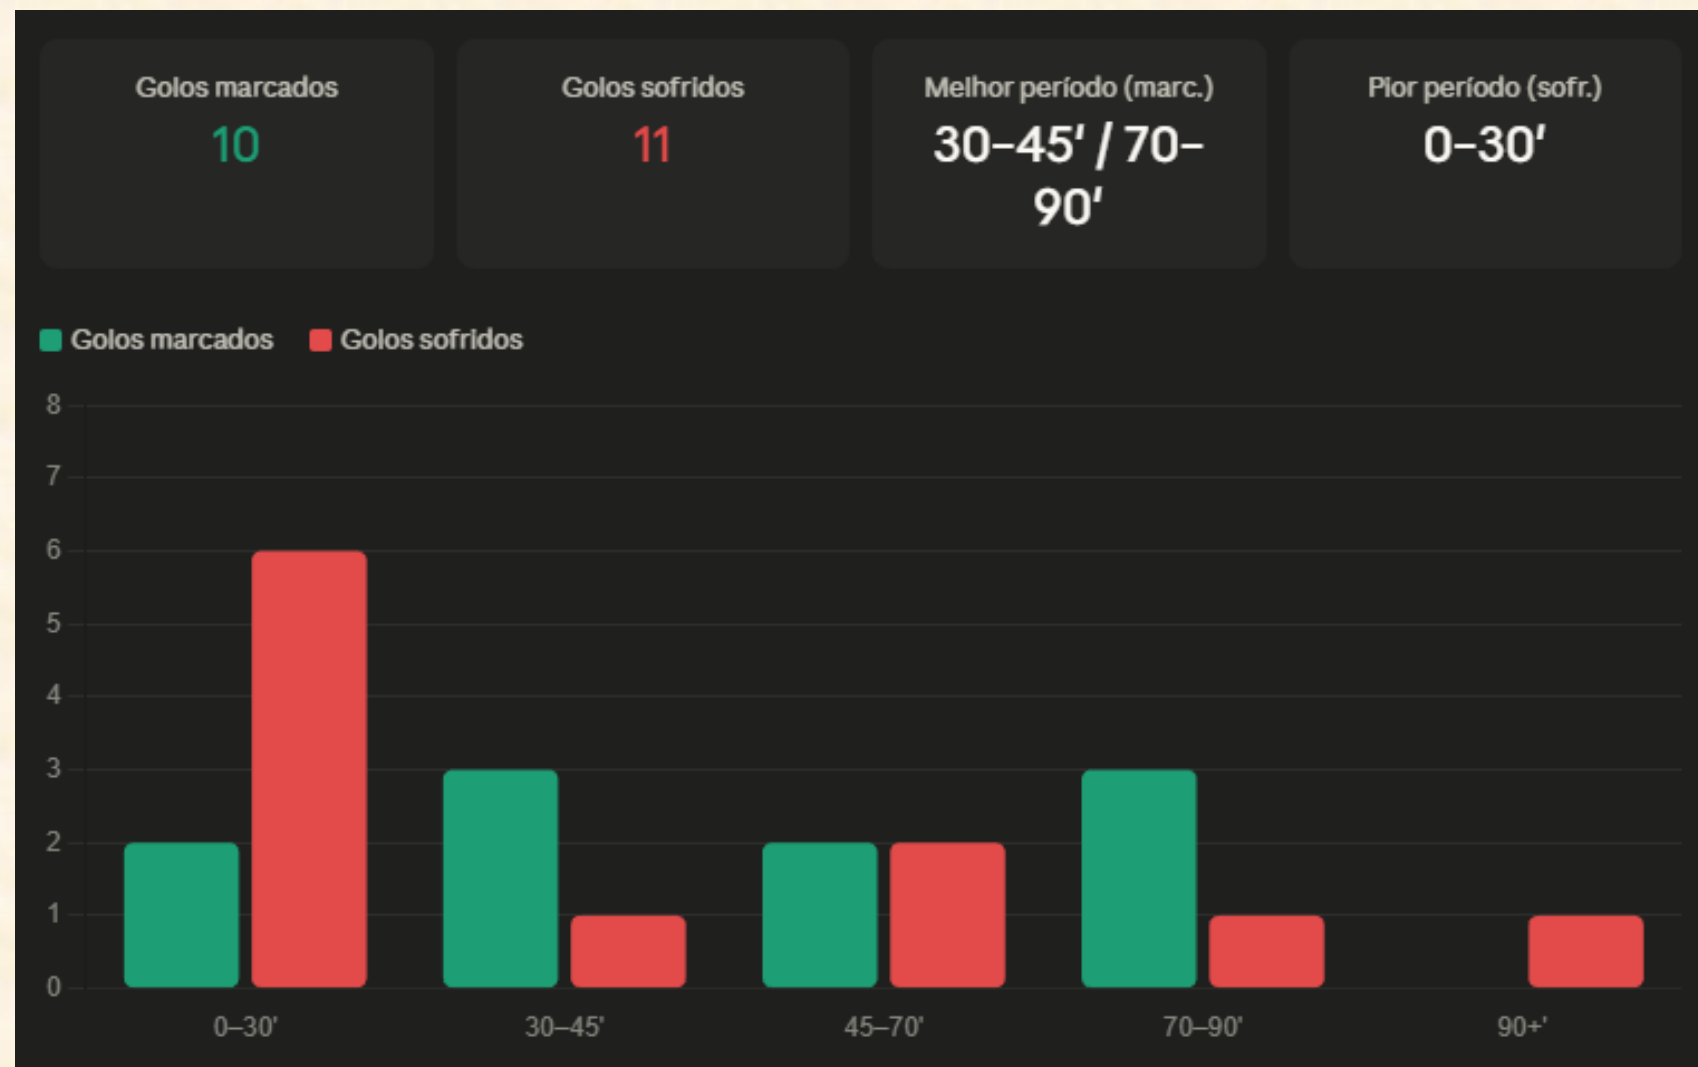 Golos marcados
10
Golos sofridos
11
Melhor período (marc.)
30–45' / 70–
90'
Pior período (sofr.)
0–30'
Golos marcados
Golos sofridos
8
7
6
5
4
3
2
1
0
0–30'
30–45'
45–70'
70–90'
90+'